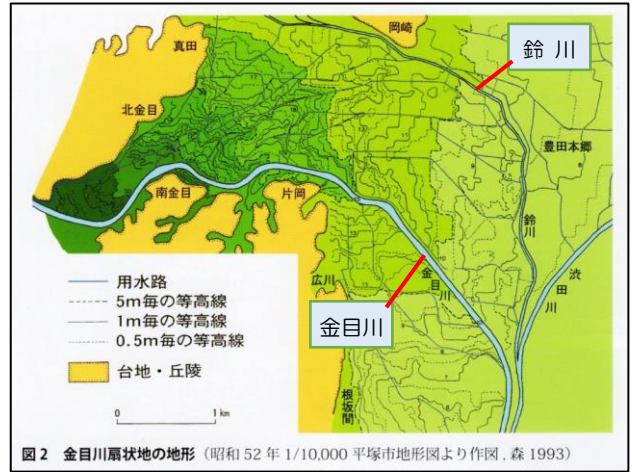 岡崎
真田
鈴 川
北金目
豊田本郷
南金目
片岡
鈴川
渋田川
広川
金目川
金目川
根坂間
用水路
5m毎の等高線
1m毎の等高線
0.5m毎の等高線
台地・丘陵
0 1km
図2 金目川扇状地の地形 (昭和 52 年 1/10,000 平塚市地形図より作図, 森 1993)